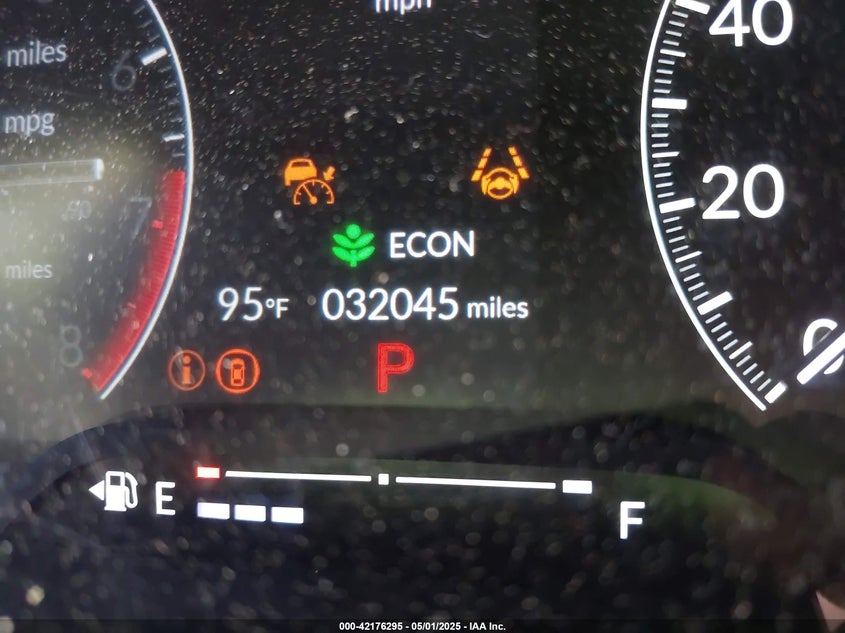 mph
40
miles
6
mpg
20
60
7
ECON
miles
95°F 032045 miles
8
P
E
F
000-42176295 - 05/01/2025 - IAA Inc.